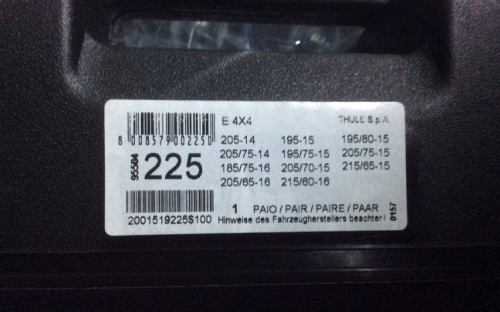 E 4X4 THULE S.p.A.
8 008579 002250
205-14 195-15 195/80-15
205/75-14 195/75-15 205/75-15
185/75-16 205/70-15 215/65-15
205/65-16 215/60-16
95504
225
1 PAIO / PAIR / PAIRE / PAAR
2001519225$100
Hinweise des Fahrzeugherstellers beachter!
0157